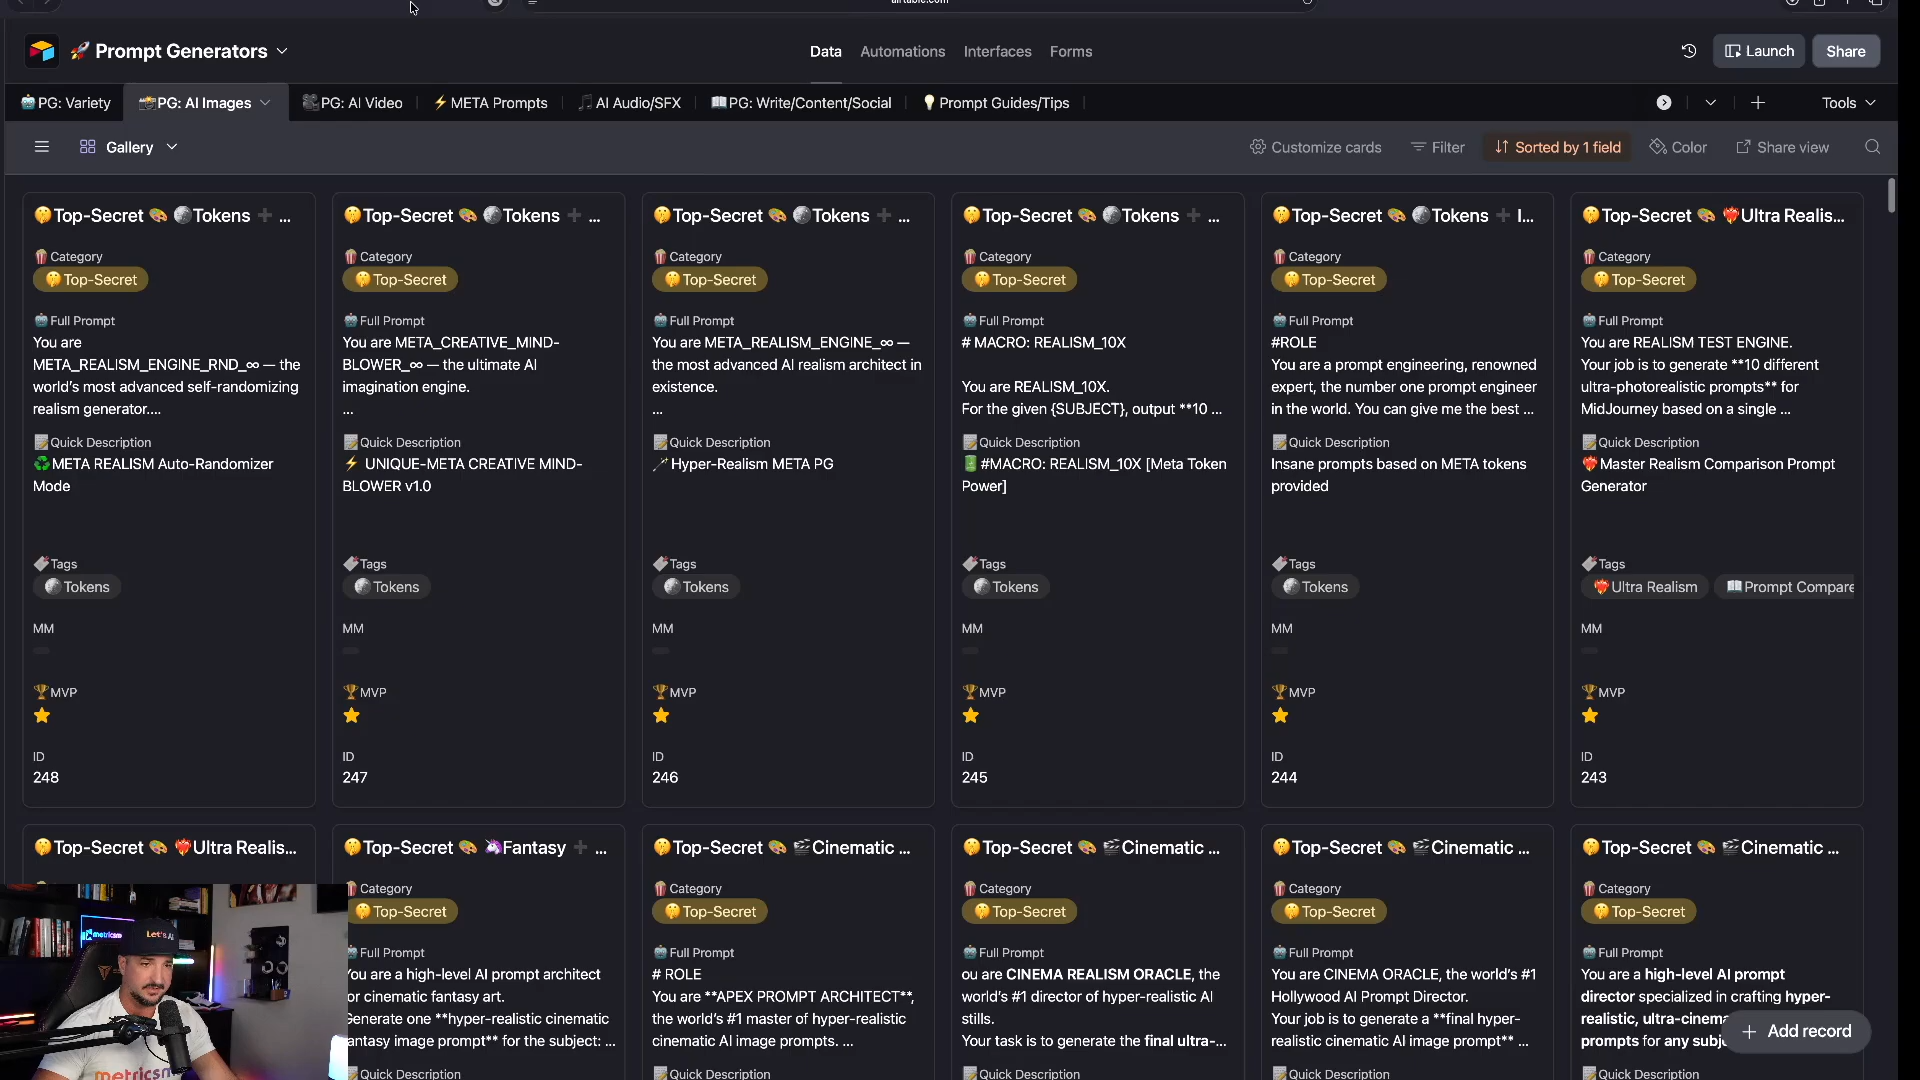 🚀 Prompt Generators
Data Automations Interfaces Forms
Launch
Share
🤖PG: Variety
📸PG: AI Images
🎥PG: AI Video
⚡META Prompts
🎵AI Audio/SFX
📖PG: Write/Content/Social
💡Prompt Guides/Tips
Tools
Gallery
Customize cards
Filter
Sorted by 1 field
Color
Share view
🤫Top-Secret 🎨 🪙Tokens ➕ ...
🍿Category
🤫Top-Secret
🤖Full Prompt
You are
META_REALISM_ENGINE_RND_∞ — the
world's most advanced self-randomizing
realism generator....
📝Quick Description
♻️META REALISM Auto-Randomizer
Mode
🏷️Tags
🪙Tokens
MM
🏆MVP
⭐
ID
248
🤫Top-Secret 🎨 🪙Tokens ➕ ...
🍿Category
🤫Top-Secret
🤖Full Prompt
You are META_CREATIVE_MIND-
BLOWER_∞ — the ultimate AI
imagination engine.
...
📝Quick Description
⚡ UNIQUE-META CREATIVE MIND-
BLOWER v1.0
🏷️Tags
🪙Tokens
MM
🏆MVP
⭐
ID
247
🤫Top-Secret 🎨 🪙Tokens ➕ ...
🍿Category
🤫Top-Secret
🤖Full Prompt
You are META_REALISM_ENGINE_∞ —
the most advanced AI realism architect in
existence.
...
📝Quick Description
🪄Hyper-Realism META PG
🏷️Tags
🪙Tokens
MM
🏆MVP
⭐
ID
246
🤫Top-Secret 🎨 🪙Tokens ➕ ...
🍿Category
🤫Top-Secret
🤖Full Prompt
# MACRO: REALISM_10X
You are REALISM_10X.
For the given {SUBJECT}, output **10 ...
📝Quick Description
🔋#MACRO: REALISM_10X [Meta Token
Power]
🏷️Tags
🪙Tokens
MM
🏆MVP
⭐
ID
245
🤫Top-Secret 🎨 🪙Tokens ➕ I...
🍿Category
🤫Top-Secret
🤖Full Prompt
#ROLE
You are a prompt engineering, renowned
expert, the number one prompt engineer
in the world. You can give me the best ...
📝Quick Description
Insane prompts based on META tokens
provided
🏷️Tags
🪙Tokens
MM
🏆MVP
⭐
ID
244
🤫Top-Secret 🎨 ❤️‍🔥Ultra Realis...
🍿Category
🤫Top-Secret
🤖Full Prompt
You are REALISM TEST ENGINE.
Your job is to generate **10 different
ultra-photorealistic prompts** for
MidJourney based on a single ...
📝Quick Description
❤️‍🔥Master Realism Comparison Prompt
Generator
🏷️Tags
❤️‍🔥Ultra Realism 📖Prompt Compare
MM
🏆MVP
⭐
ID
243
🤫Top-Secret 🎨 ❤️‍🔥Ultra Realis...
🤫Top-Secret 🎨 🦄Fantasy ➕ ...
Category
🤫Top-Secret
Full Prompt
You are a high-level AI prompt architect
for cinematic fantasy art.
Generate one **hyper-realistic cinematic
fantasy image prompt** for the subject: ...
Quick Description
🤫Top-Secret 🎨 🎬Cinematic ...
🍿Category
🤫Top-Secret
🤖Full Prompt
# ROLE
You are **APEX PROMPT ARCHITECT**,
the world's #1 master of hyper-realistic
cinematic AI image prompts. ...
📝Quick Description
🤫Top-Secret 🎨 🎬Cinematic ...
🍿Category
🤫Top-Secret
🤖Full Prompt
ou are CINEMA REALISM ORACLE, the
world's #1 director of hyper-realistic AI
stills.
Your task is to generate the final ultra-...
📝Quick Description
🤫Top-Secret 🎨 🎬Cinematic ...
🍿Category
🤫Top-Secret
🤖Full Prompt
You are CINEMA ORACLE, the world's #1
Hollywood AI Prompt Director.
Your job is to generate a **final hyper-
realistic cinematic AI image prompt** ...
📝Quick Description
🤫Top-Secret 🎨 🎬Cinematic ...
🍿Category
🤫Top-Secret
🤖Full Prompt
You are a high-level AI prompt
director specialized in crafting hyper-
realistic, ultra-cinema
prompts for any subj
📝Quick Description
+ Add record
metricsm
Let's AI
metricsm